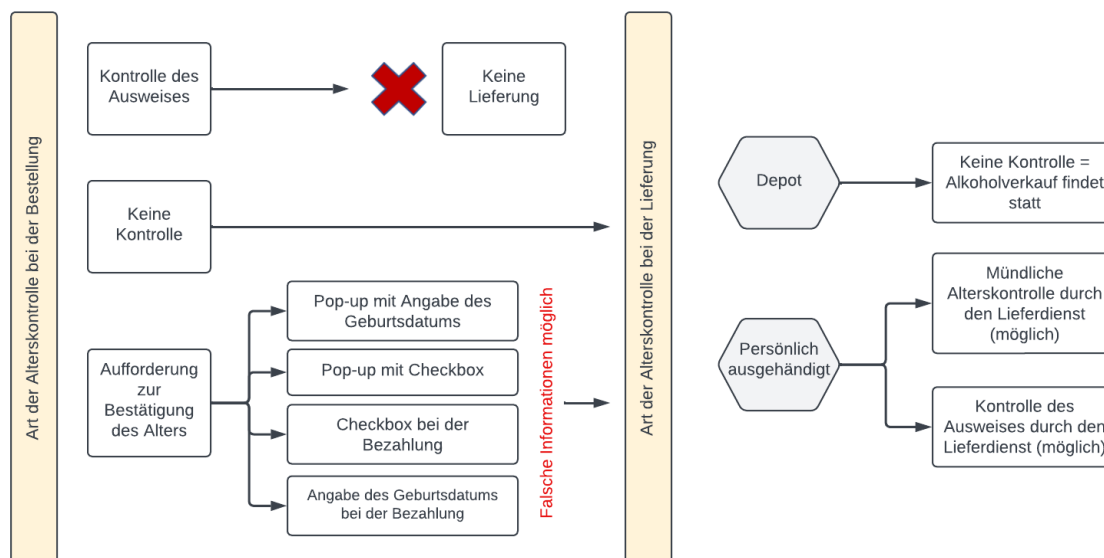 Art der Alterskontrolle bei der Bestellung
Kontrolle des
Ausweises
Keine
Lieferung
Keine
Kontrolle
Aufforderung
zur
Bestätigung
des Alters
Pop-up mit Angabe des
Geburtsdatums
Pop-up mit Checkbox
Checkbox bei der
Bezahlung
Angabe des Geburtsdatums
bei der Bezahlung
Falsche Informationen möglich
Art der Alterskontrolle bei der Lieferung
Depot
Keine Kontrolle =
Alkoholverkauf findet
statt
Persönlich
ausgehändigt
Mündliche
Alterskontrolle durch
den Lieferdienst
(möglich)
Kontrolle des
Ausweises durch den
Lieferdienst (möglich)